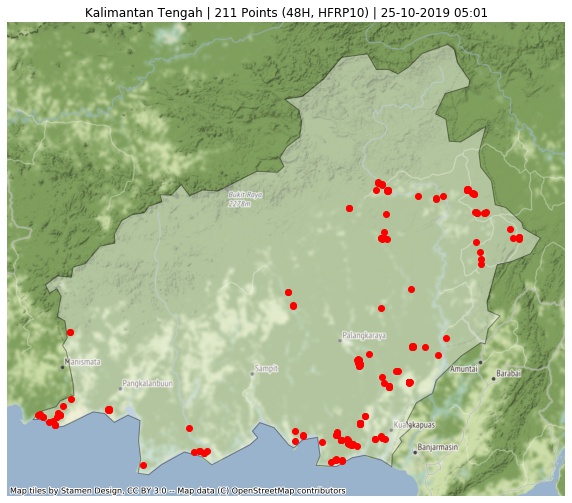 Kalimantan Tengah | 211 Points (48H, HFRP10) | 25-10-2019 05:01
Bukit Raya
2278m
Palangkaraya
Manismata
Sampit
Amuntai
Barabai
Pangkalanbuun
Kualakapuas
Banjarmasin
Map tiles by Stamen Design, CC BY 3.0 -- Map data (C) OpenStreetMap contributors